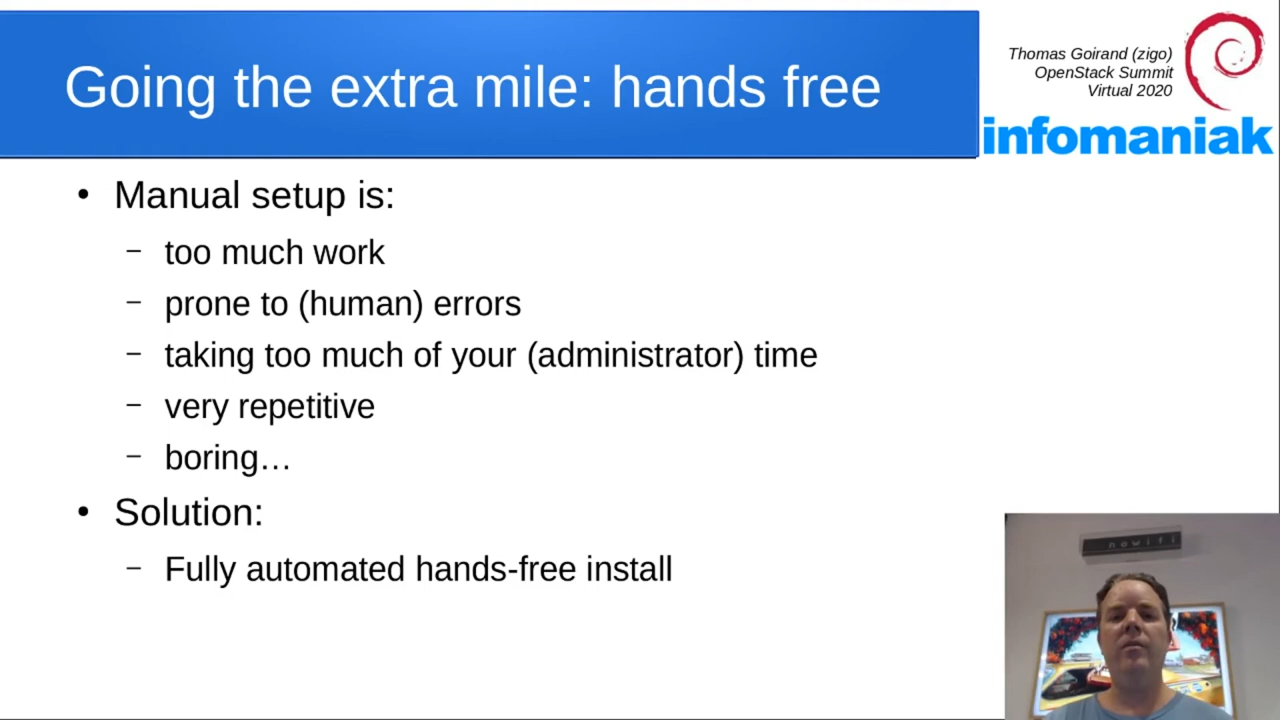 Going the extra mile: hands free
Thomas Goirand (zigo)
OpenStack Summit
Virtual 2020
infomaniak
• Manual setup is:
– too much work
– prone to (human) errors
– taking too much of your (administrator) time
– very repetitive
– boring…
• Solution:
– Fully automated hands-free install
nowifi